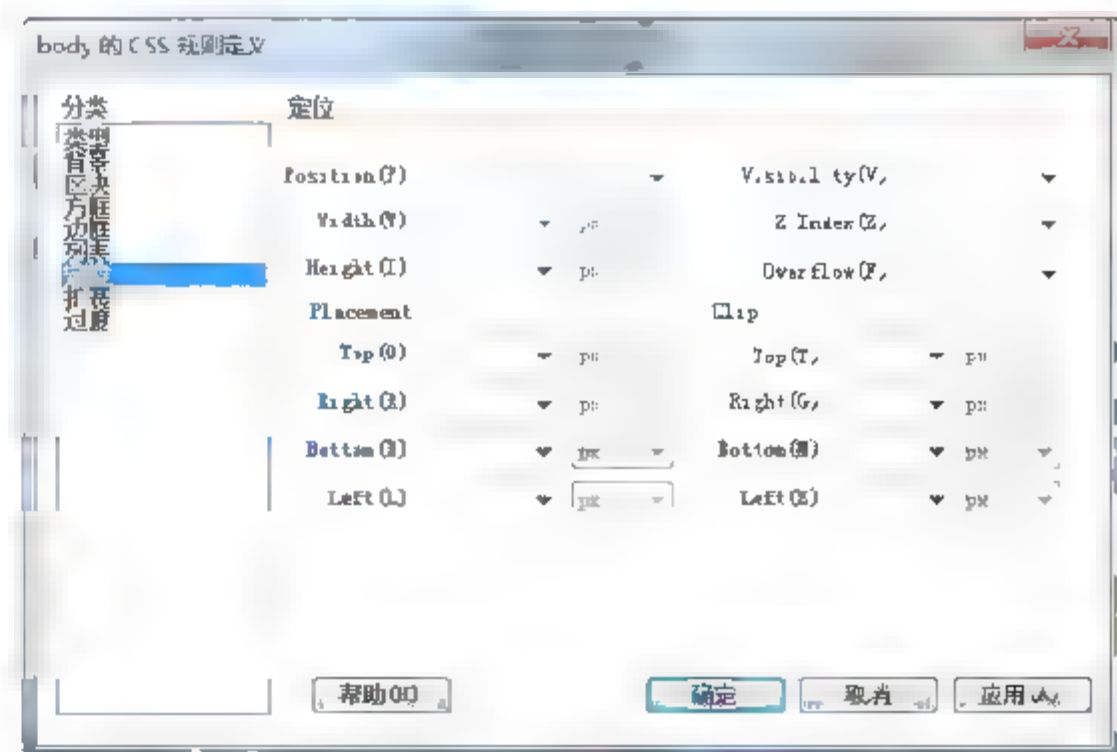 body 的 CSS 规则定义
分类
定位
类型
背景
区块
方框
边框
列表
定位
扩展
过度
Position(P) Visibility(V)
Width(W) px Z-Index(Z)
Height(I) px Overflow(F)
Placement Clip
Top(O) px Top(T) px
Right(R) px Right(G) px
Bottom(B) px Bottom(M) px
Left(L) px Left(E) px
帮助(H) 确定 取消 应用(A)